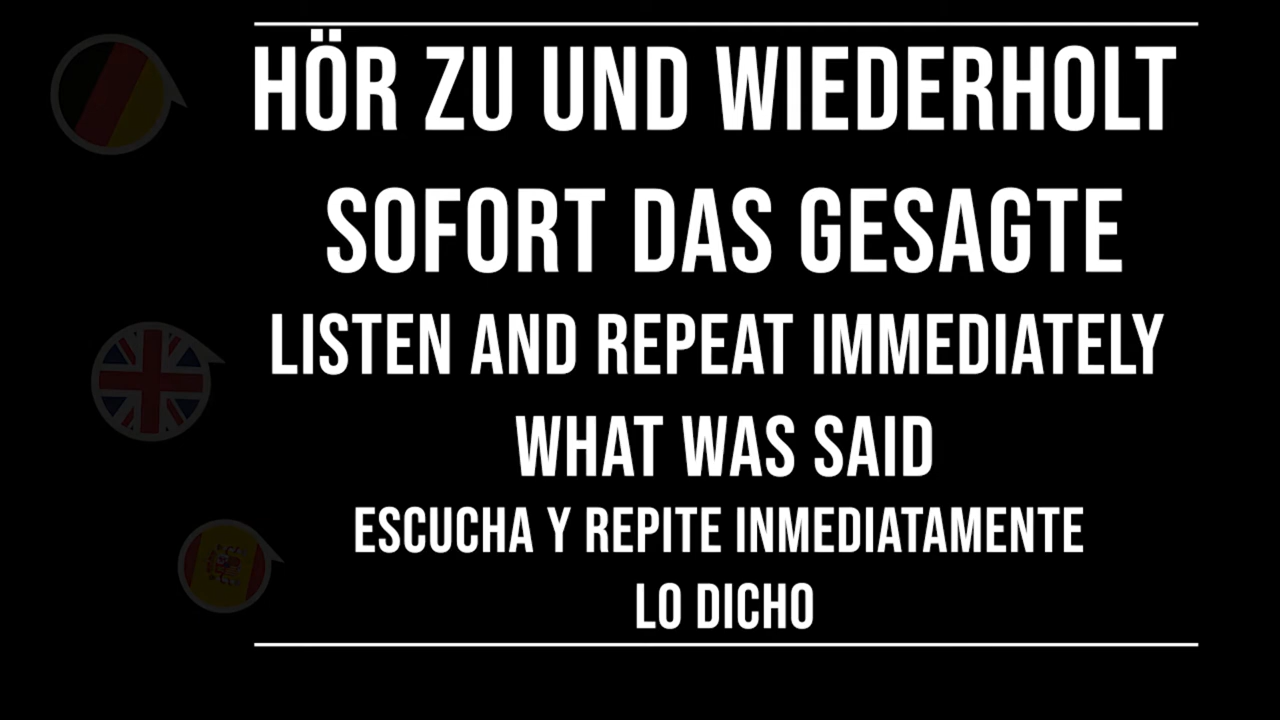 HÖR ZU UND WIEDERHOLT
SOFORT DAS GESAGTE
LISTEN AND REPEAT IMMEDIATELY
WHAT WAS SAID
ESCUCHA Y REPITE INMEDIATAMENTE
LO DICHO